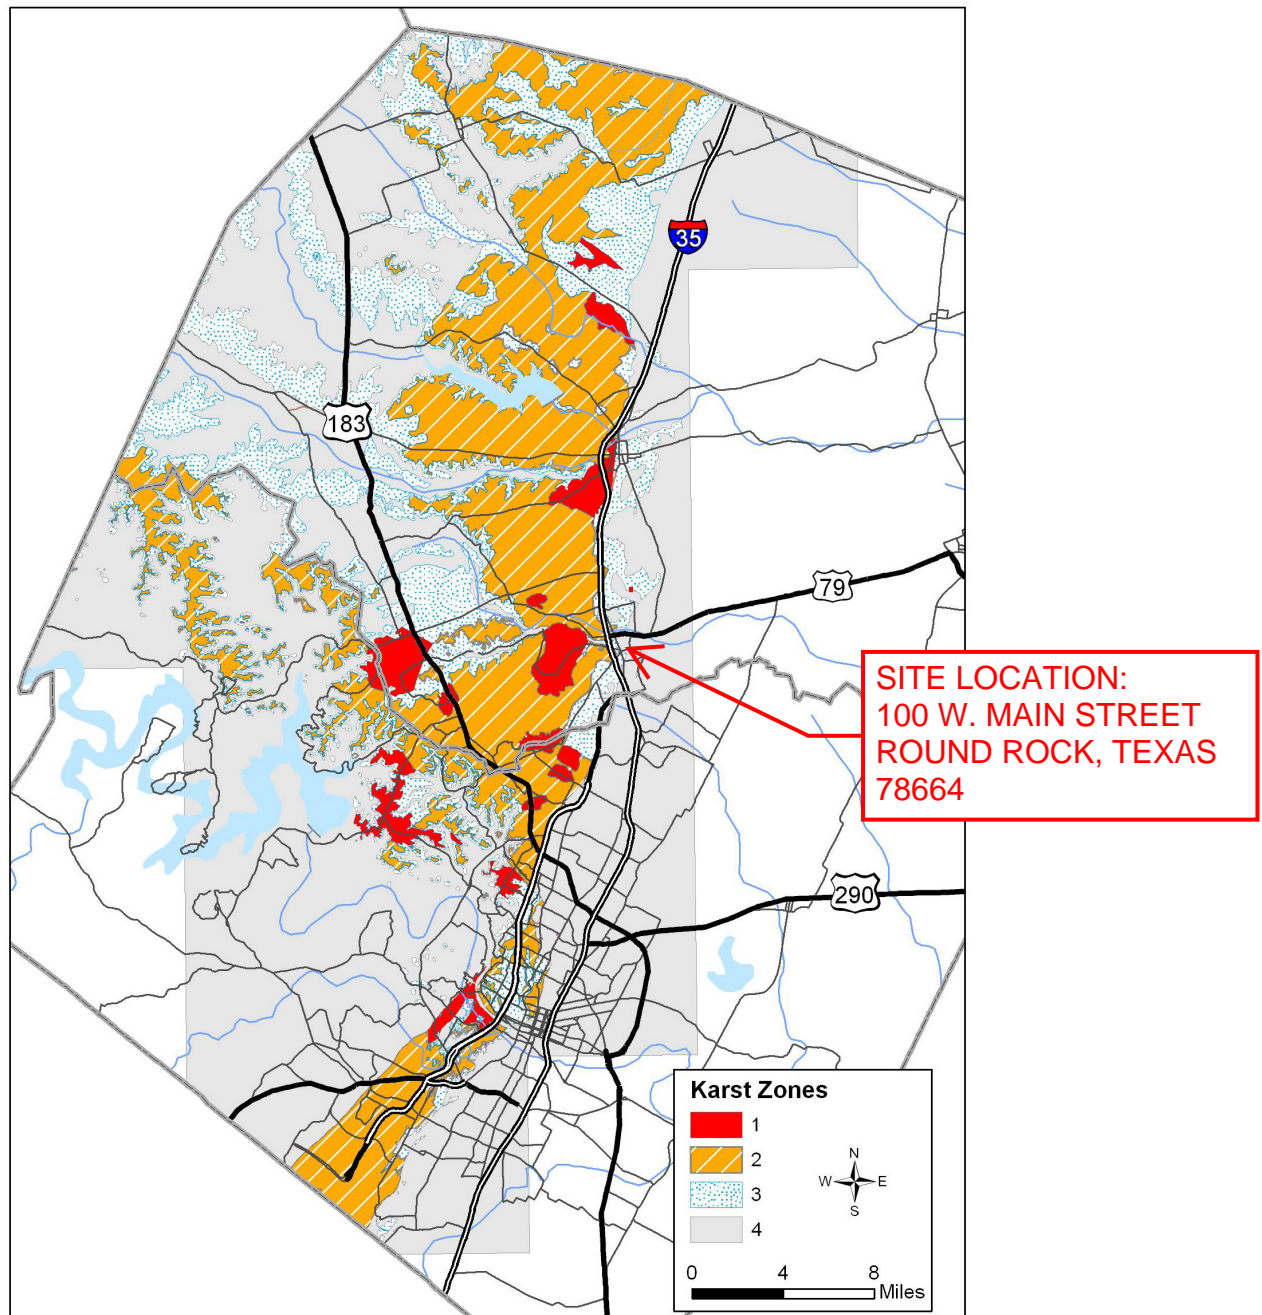 35
183
79
SITE LOCATION:
100 W. MAIN STREET
ROUND ROCK, TEXAS
78664
290
Karst Zones
1
2
3
4
N
W E
S
0 4 8
Miles